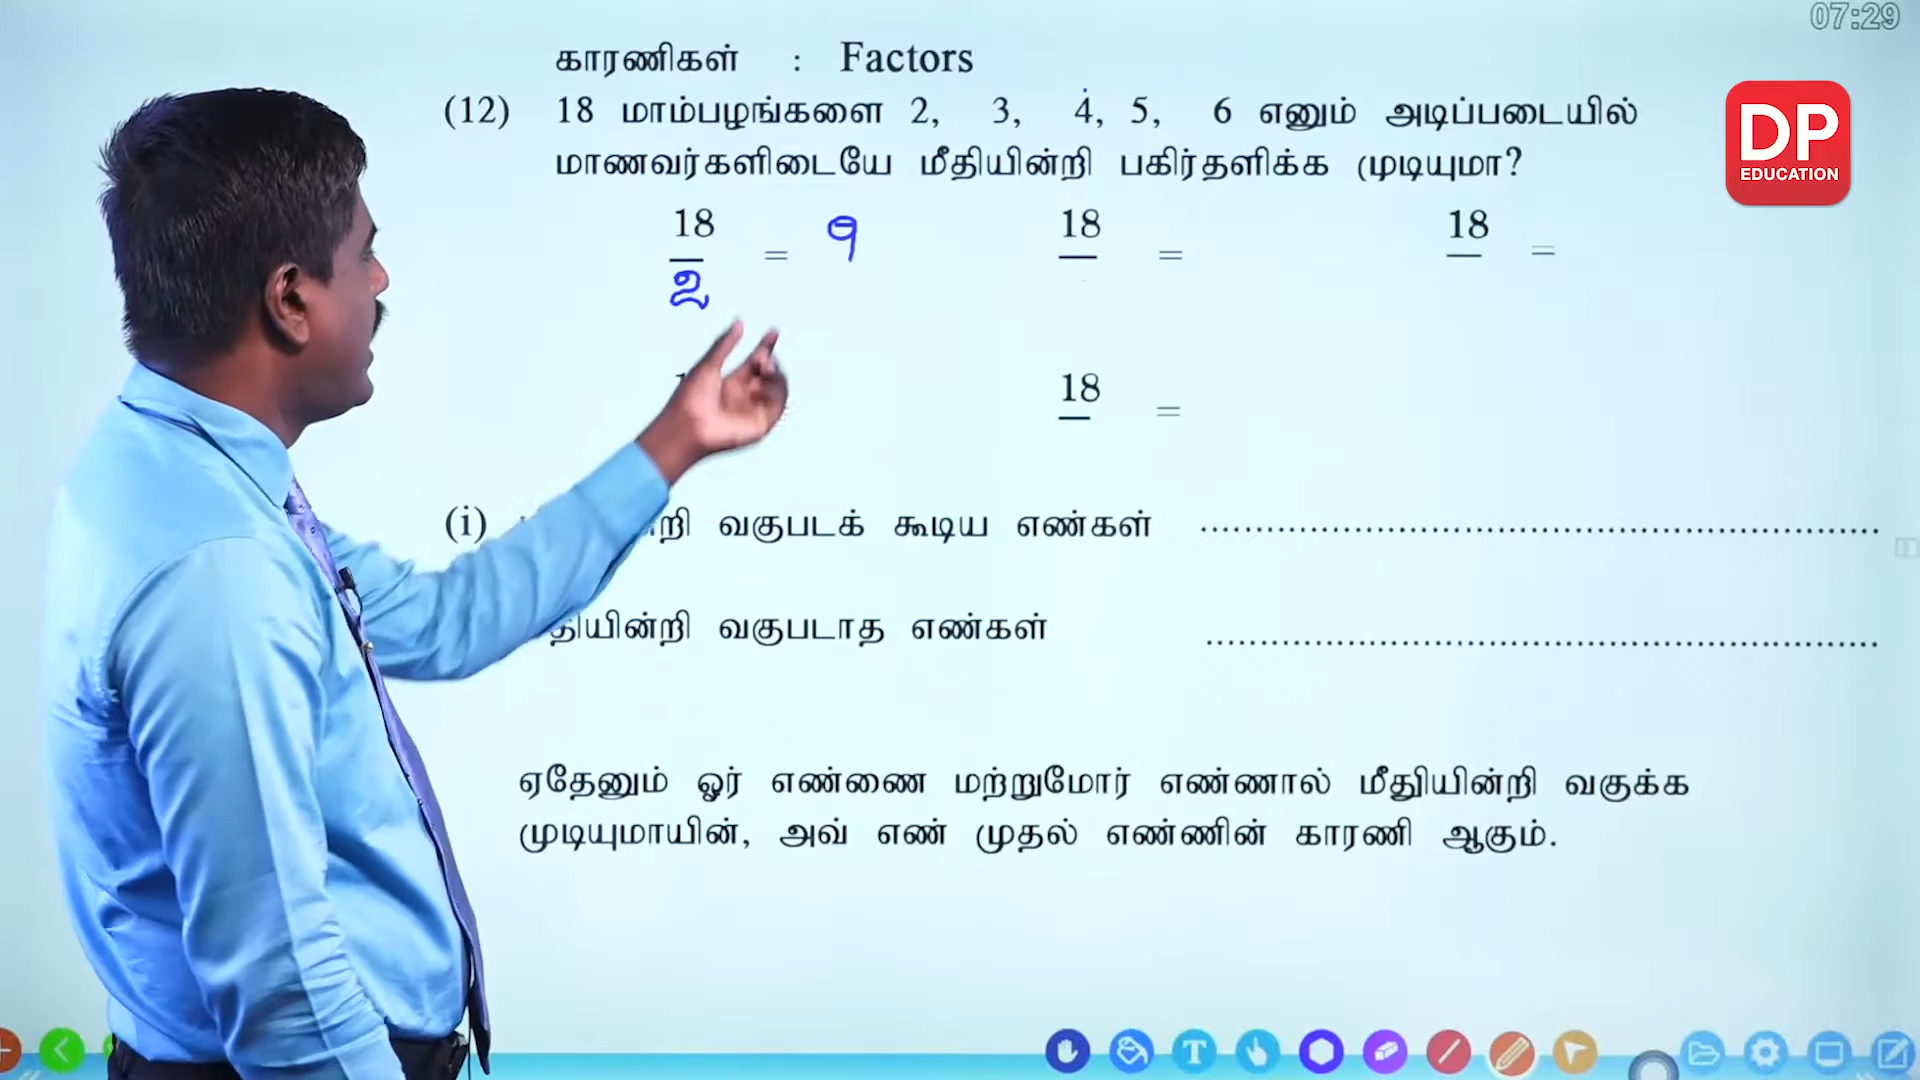 07:29
காரணிகள் : Factors
(12) 18 மாம்பழங்களை 2, 3, 4, 5, 6 எனும் அடிப்படையில்
மாணவர்களிடையே மீதியின்றி பகிர்தளிக்க முடியுமா?
DP
EDUCATION
18 = 9 18 = 18 =
2
18 =
(i) வகுபடக் கூடிய எண்கள் ........................................
வகுபடாத எண்கள் ........................................
ஏதேனும் ஓர் எண்ணை மற்றுமோர் எண்ணால் மீதியின்றி வகுக்க
முடியுமாயின், அவ் எண் முதல் எண்ணின் காரணி ஆகும்.